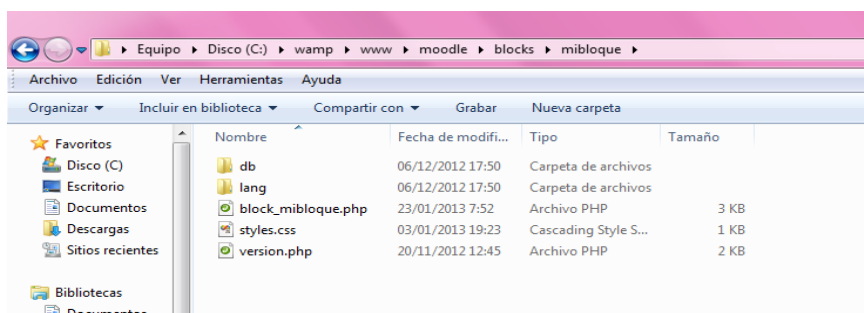 Equipo ▸ Disco (C:) ▸ wamp ▸ www ▸ moodle ▸ blocks ▸ mibloque ▸
Archivo Edición Ver Herramientas Ayuda
Organizar Incluir en biblioteca Compartir con Grabar Nueva carpeta
Favoritos
Disco (C)
Escritorio
Documentos
Descargas
Sitios recientes
Bibliotecas
Documentos
Nombre Fecha de modifi... Tipo Tamaño
db 06/12/2012 17:50 Carpeta de archivos
lang 06/12/2012 17:50 Carpeta de archivos
block_mibloque.php 23/01/2013 7:52 Archivo PHP 3 KB
styles.css 03/01/2013 19:23 Cascading Style S... 1 KB
version.php 20/11/2012 12:45 Archivo PHP 2 KB